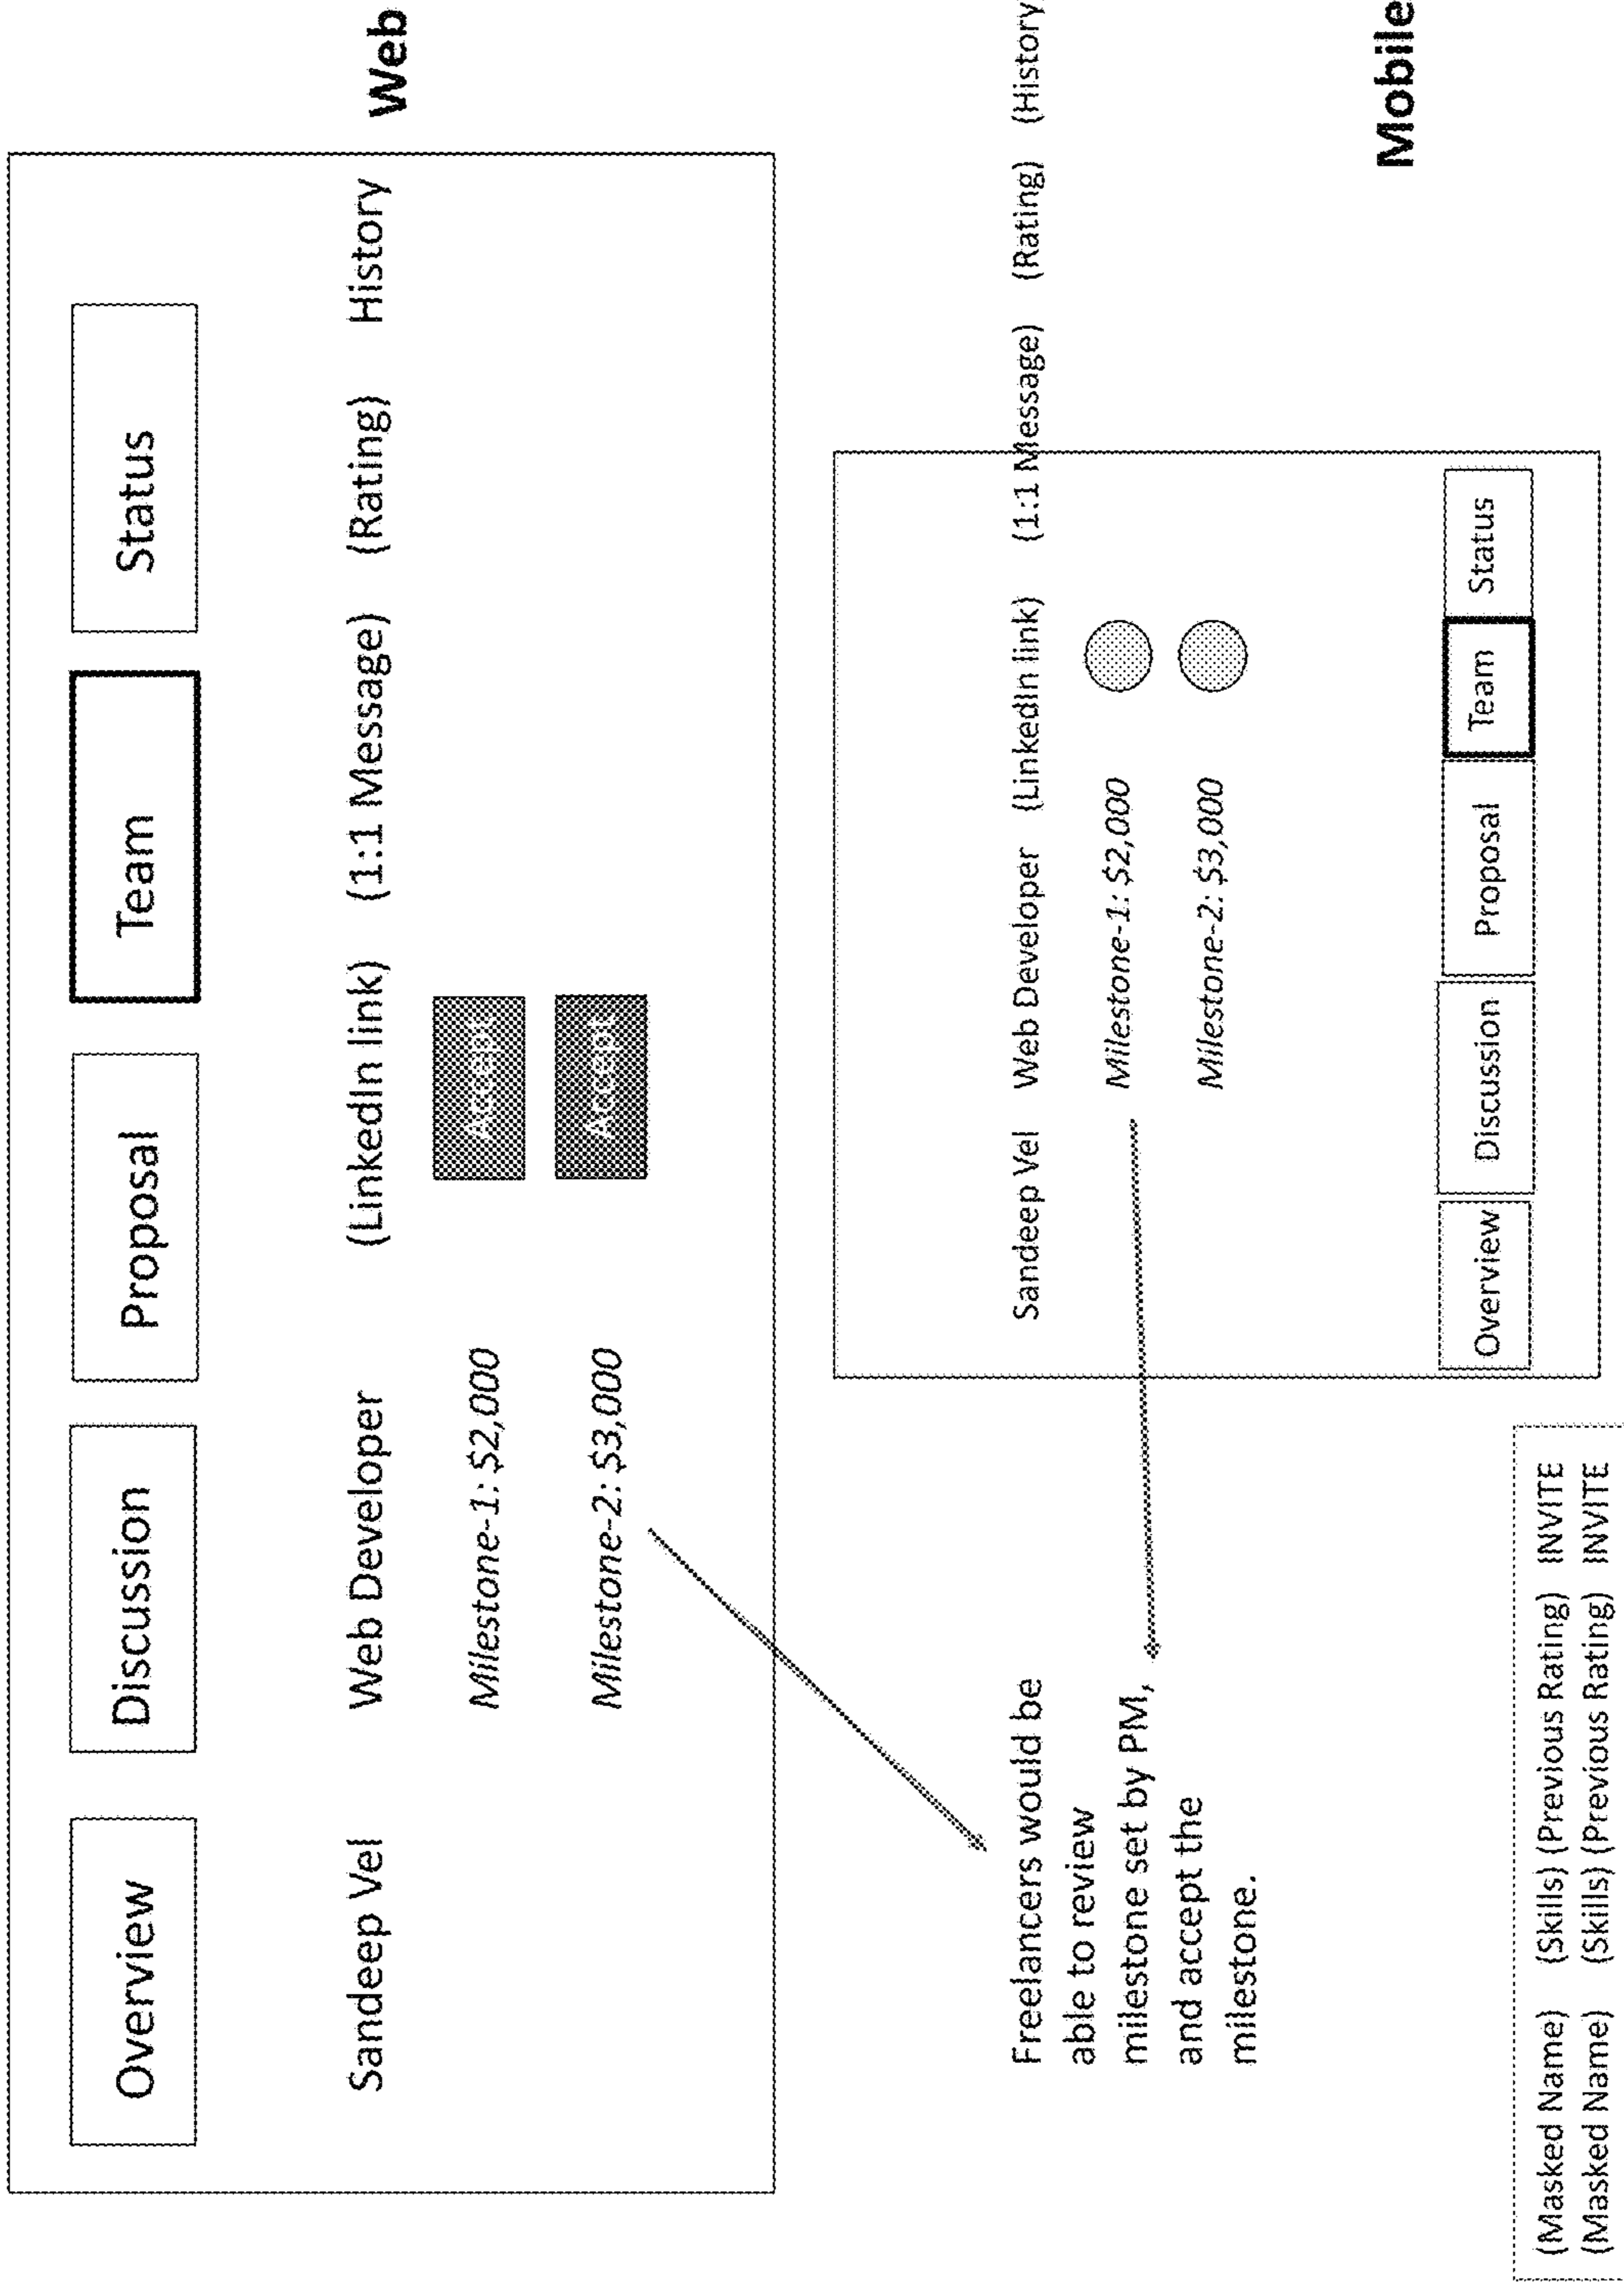 Overview Discussion Proposal Team Status
Sandeep Vel Web Developer (LinkedIn link) (1:1 Message) (Rating) History
Web
Milestone-1: $2,000 Accept
Milestone-2: $3,000 Accept
Freelancers would be
able to review
milestone set by PM,
and accept the
milestone.
Sandeep Vel Web Developer (LinkedIn link) (1:1 Message) (Rating) (History
Milestone-1: $2,000
Milestone-2: $3,000
Mobile
Overview Discussion Proposal Team Status
(Masked Name) (Skills) (Previous Rating) INVITE
(Masked Name) (Skills) (Previous Rating) INVITE